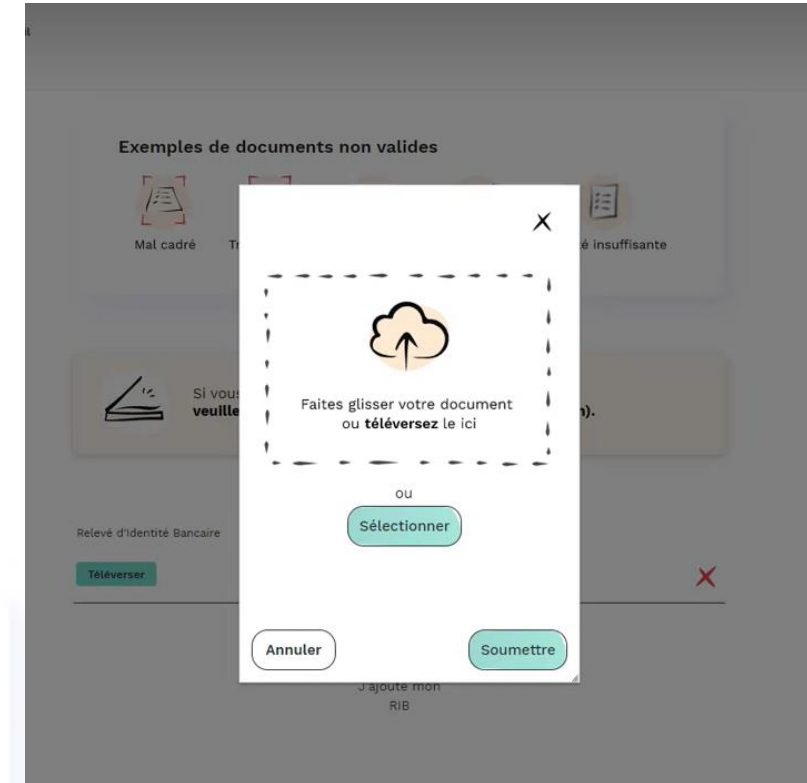 Exemples de documents non valides
Mal cadré
insuffisante
Si vous
Faites glisser votre document
ou téléversez le ici
ou
Sélectionner
Relevé d'Identité Bancaire
Téléverser
Annuler
Soumettre
J'ajoute mon
RIB